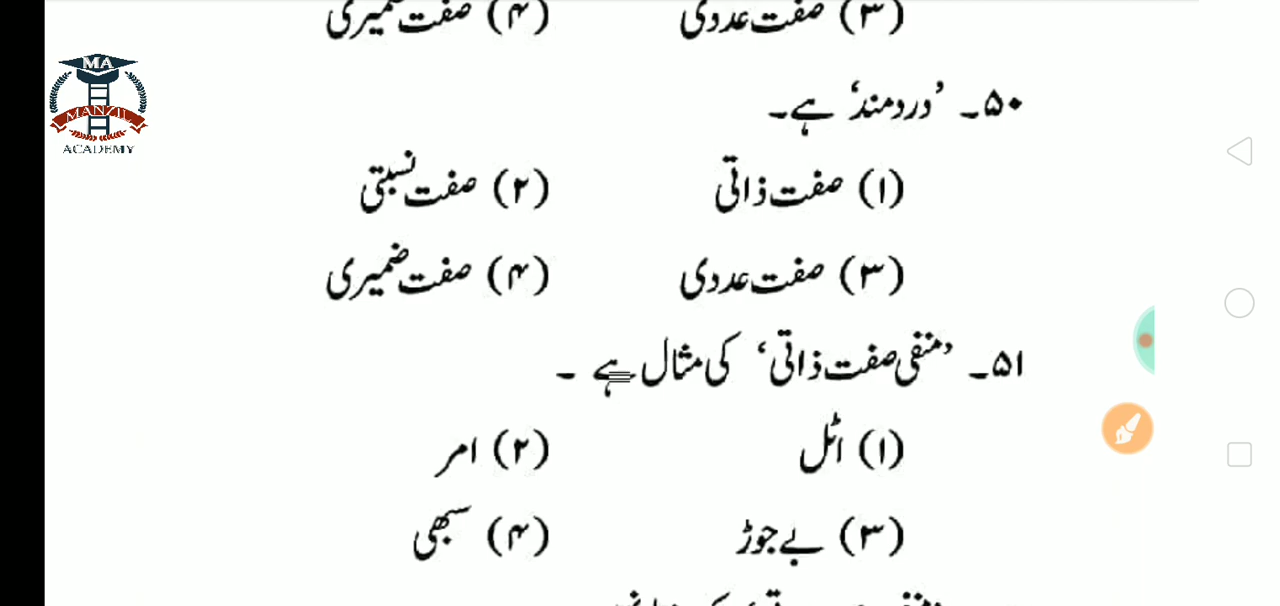 (۳) صفت عددی (۴) صفت ضمیری
MA
MANZIL
ACADEMY
۵۰۔ ’دردمند‘ ہے۔
(۱) صفت ذاتی (۲) صفت نسبتی
(۳) صفت عددی (۴) صفت ضمیری
۵۱۔ ’منفی صفت ذاتی‘ کی مثال ہے ۔
(۱) اٹل (۲) امر
(۳) بے جوڑ (۴) سبھی